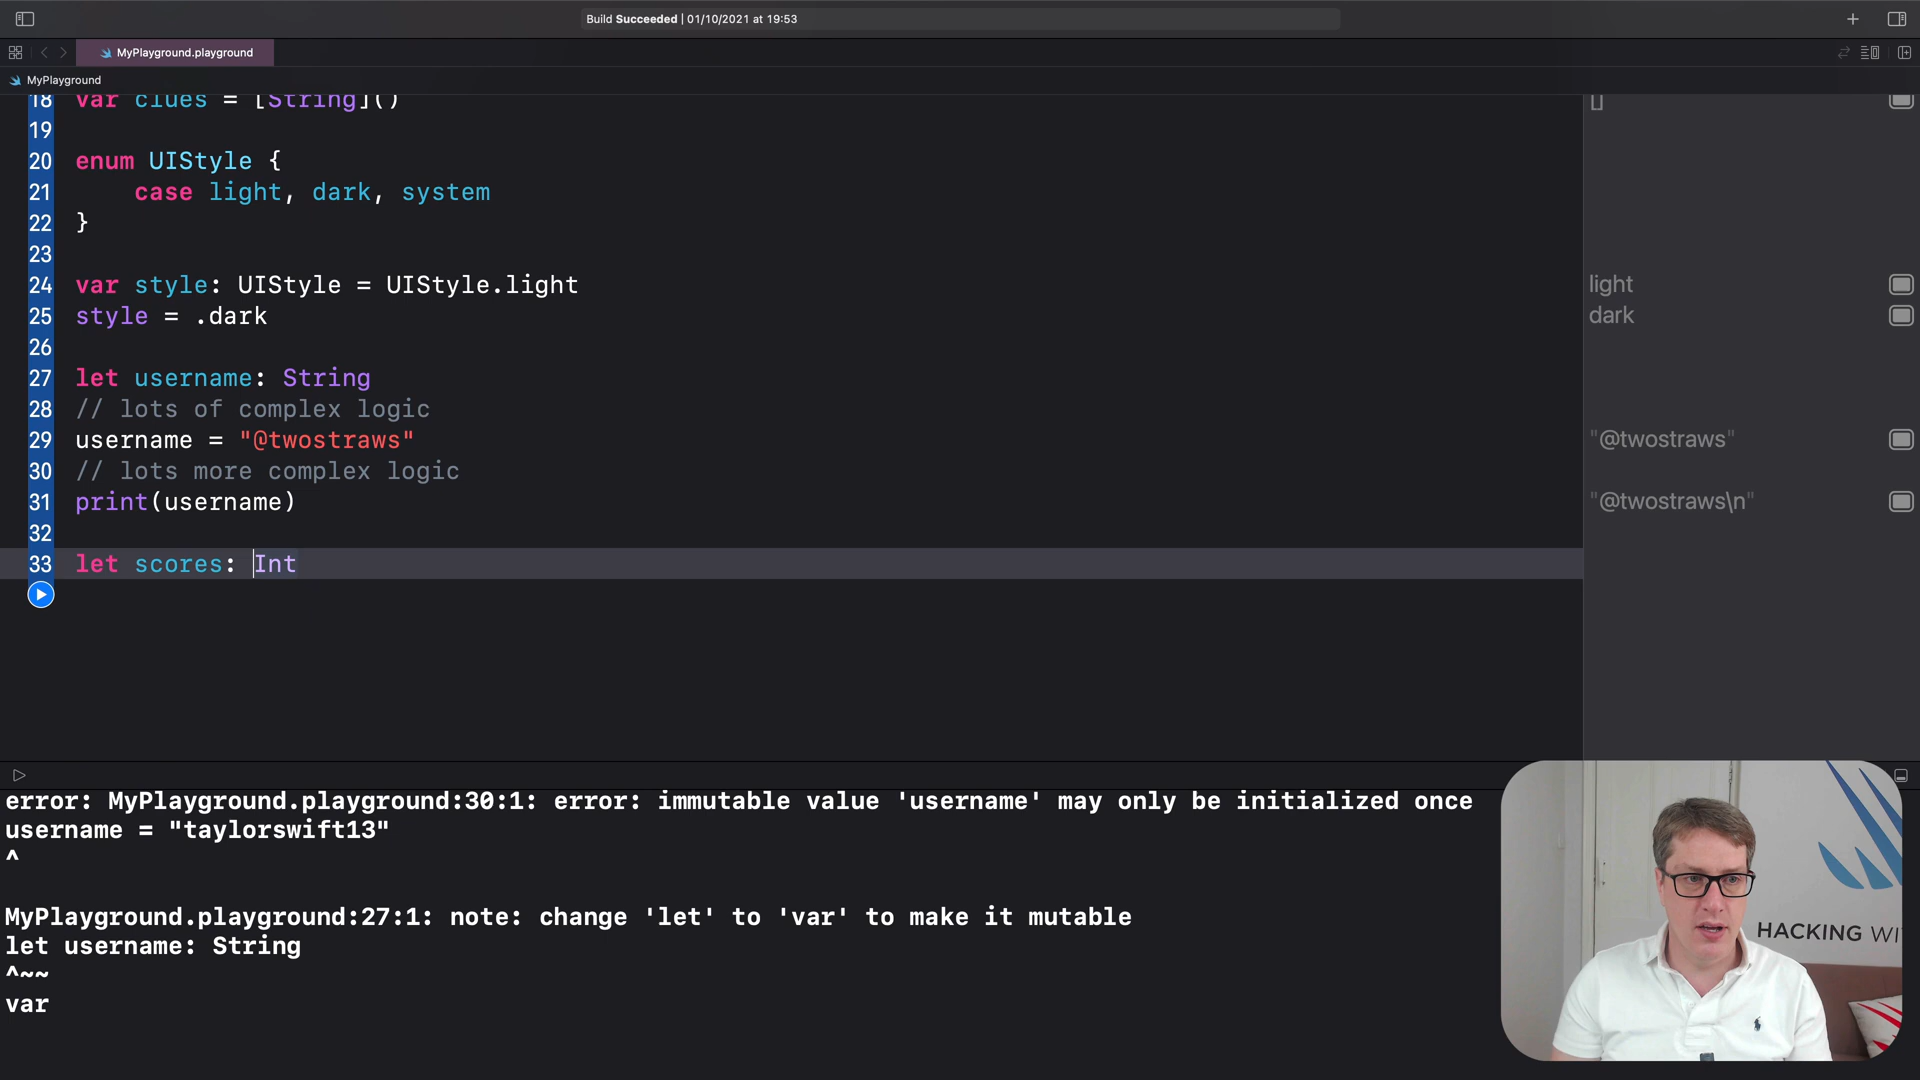 Build Succeeded | 01/10/2021 at 19:53
MyPlayground.playground
MyPlayground
18 var clues = [String]()
[]
19
20 enum UIStyle {
21 case light, dark, system
22 }
23
24 var style: UIStyle = UIStyle.light
light
25 style = .dark
dark
26
27 let username: String
28 // lots of complex logic
29 username = "@twostraws"
"@twostraws"
30 // lots more complex logic
31 print(username)
"@twostraws\n"
32
33 let scores: Int
error: MyPlayground.playground:30:1: error: immutable value 'username' may only be initialized once
username = "taylorswift13"
^
MyPlayground.playground:27:1: note: change 'let' to 'var' to make it mutable
let username: String
^~~
var
HACKING WI